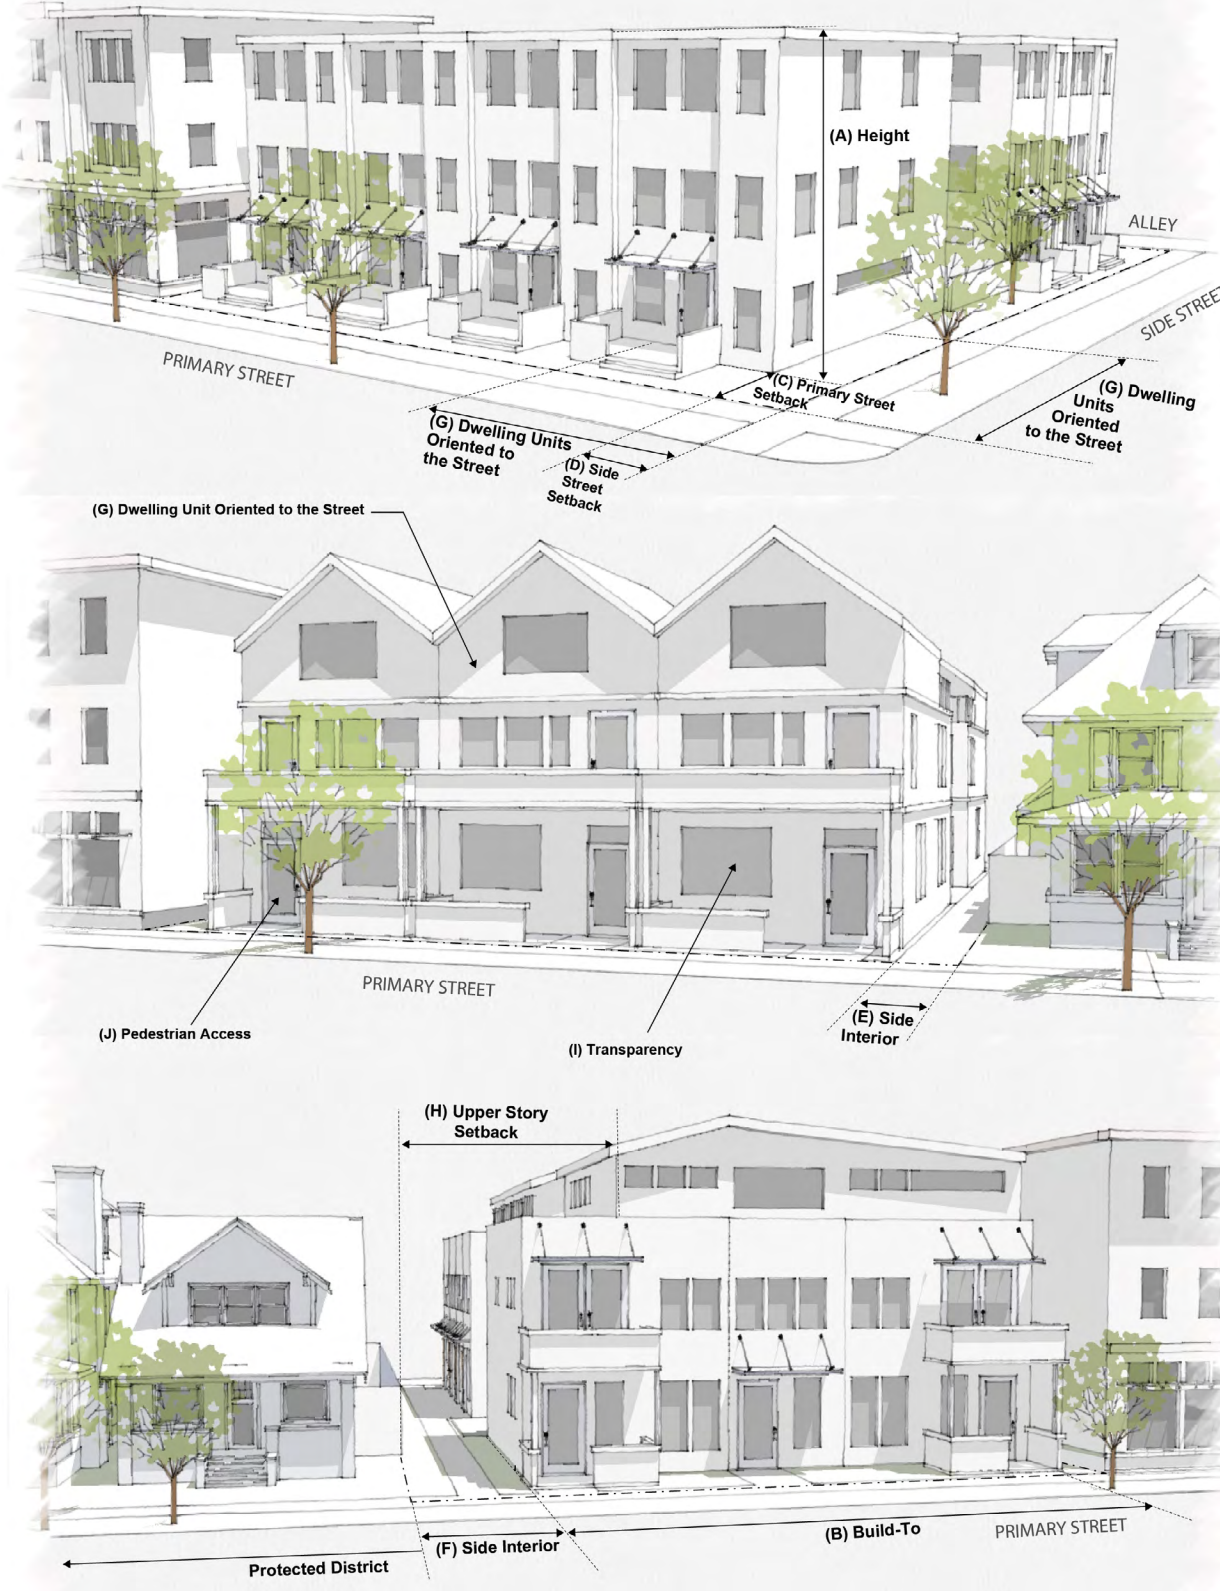 (A) Height
ALLEY
SIDE STREET
PRIMARY STREET
(C) Primary Street
Setback
(G) Dwelling
Units
Oriented
to the Street
(G) Dwelling Units
Oriented to
the Street
(D) Side
Street
Setback
(G) Dwelling Unit Oriented to the Street
PRIMARY STREET
(E) Side
Interior
(J) Pedestrian Access
(I) Transparency
(H) Upper Story
Setback
(B) Build-To
PRIMARY STREET
(F) Side Interior
Protected District